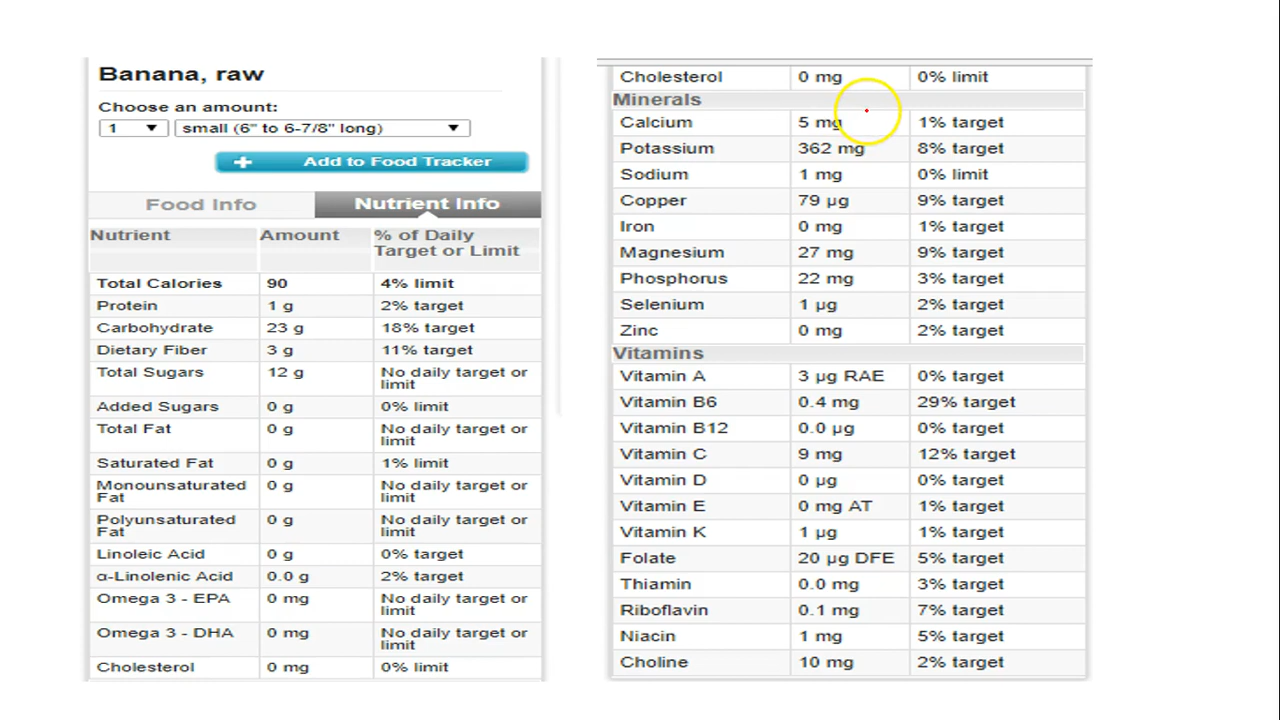 Banana, raw
Choose an amount:
1 small (6" to 6-7/8" long)
Add to Food Tracker
Food Info Nutrient Info
Nutrient Amount % of Daily
Target or Limit
Total Calories 90 4% limit
Protein 1 g 2% target
Carbohydrate 23 g 18% target
Dietary Fiber 3 g 11% target
Total Sugars 12 g No daily target or
limit
Added Sugars 0 g 0% limit
Total Fat 0 g No daily target or
limit
Saturated Fat 0 g 1% limit
Monounsaturated 0 g No daily target or
Fat limit
Polyunsaturated 0 g No daily target or
Fat limit
Linoleic Acid 0 g 0% target
α-Linolenic Acid 0.0 g 2% target
Omega 3 - EPA 0 mg No daily target or
limit
Omega 3 - DHA 0 mg No daily target or
limit
Cholesterol 0 mg 0% limit
Cholesterol 0 mg 0% limit
Minerals
Calcium 5 mg 1% target
Potassium 362 mg 8% target
Sodium 1 mg 0% limit
Copper 79 µg 9% target
Iron 0 mg 1% target
Magnesium 27 mg 9% target
Phosphorus 22 mg 3% target
Selenium 1 µg 2% target
Zinc 0 mg 2% target
Vitamins
Vitamin A 3 µg RAE 0% target
Vitamin B6 0.4 mg 29% target
Vitamin B12 0.0 µg 0% target
Vitamin C 9 mg 12% target
Vitamin D 0 µg 0% target
Vitamin E 0 mg AT 1% target
Vitamin K 1 µg 1% target
Folate 20 µg DFE 5% target
Thiamin 0.0 mg 3% target
Riboflavin 0.1 mg 7% target
Niacin 1 mg 5% target
Choline 10 mg 2% target